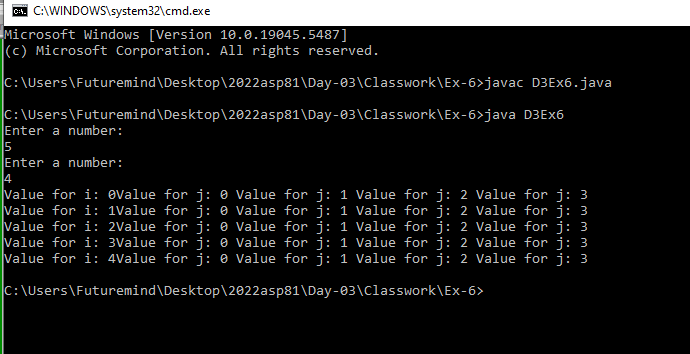 C:\WINDOWS\system32\cmd.exe
Microsoft Windows [Version 10.0.19045.5487]
(c) Microsoft Corporation. All rights reserved.
C:\Users\Futuremind\Desktop\2022asp81\Day-03\Classwork\Ex-6>javac D3Ex6.java
C:\Users\Futuremind\Desktop\2022asp81\Day-03\Classwork\Ex-6>java D3Ex6
Enter a number:
5
Enter a number:
4
Value for i: 0Value for j: 0 Value for j: 1 Value for j: 2 Value for j: 3
Value for i: 1Value for j: 0 Value for j: 1 Value for j: 2 Value for j: 3
Value for i: 2Value for j: 0 Value for j: 1 Value for j: 2 Value for j: 3
Value for i: 3Value for j: 0 Value for j: 1 Value for j: 2 Value for j: 3
Value for i: 4Value for j: 0 Value for j: 1 Value for j: 2 Value for j: 3
C:\Users\Futuremind\Desktop\2022asp81\Day-03\Classwork\Ex-6>